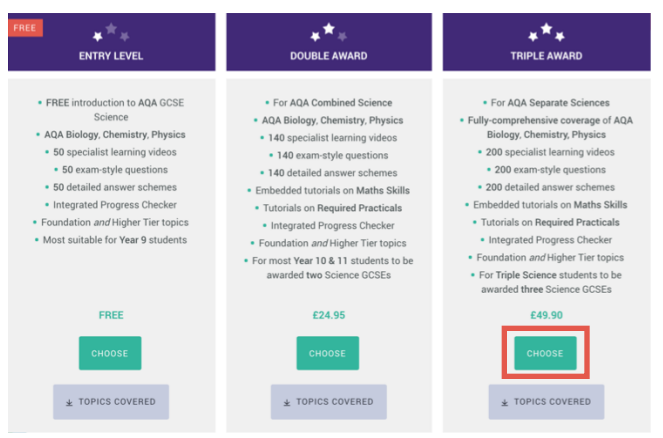 FREE
ENTRY LEVEL
FREE introduction to AQA GCSE
Science
AQA Biology, Chemistry, Physics
50 specialist learning videos
50 exam-style questions
50 detailed answer schemes
Integrated Progress Checker
Foundation and Higher Tier topics
Most suitable for Year 9 students
FREE
CHOOSE
TOPICS COVERED
DOUBLE AWARD
For AQA Combined Science
AQA Biology, Chemistry, Physics
140 specialist learning videos
140 exam-style questions
140 detailed answer schemes
Embedded tutorials on Maths Skills
Tutorials on Required Practicals
Integrated Progress Checker
Foundation and Higher Tier topics
For most Year 10 & 11 students to be
awarded two Science GCSEs
£24.95
CHOOSE
TOPICS COVERED
TRIPLE AWARD
For AQA Separate Sciences
Fully-comprehensive coverage of AQA
Biology, Chemistry, Physics
200 specialist learning videos
200 exam-style questions
200 detailed answer schemes
Embedded tutorials on Maths Skills
Tutorials on Required Practicals
Integrated Progress Checker
Foundation and Higher Tier topics
For Triple Science students to be
awarded three Science GCSEs
£49.90
CHOOSE
TOPICS COVERED